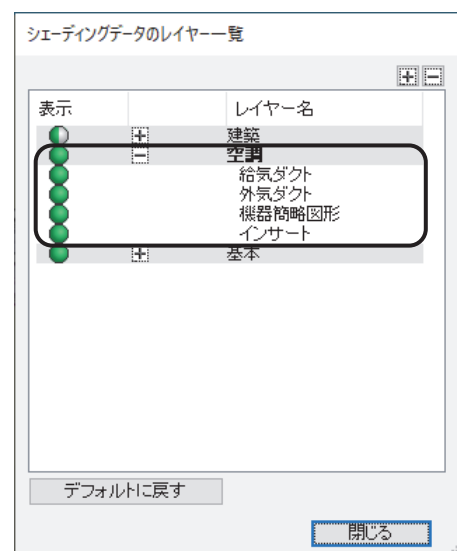 シェーディングデータのレイヤー一覧
表示 レイヤー名
建築
空調
給気ダクト
外気ダクト
機器簡略図形
インサート
基本
デフォルトに戻す
閉じる